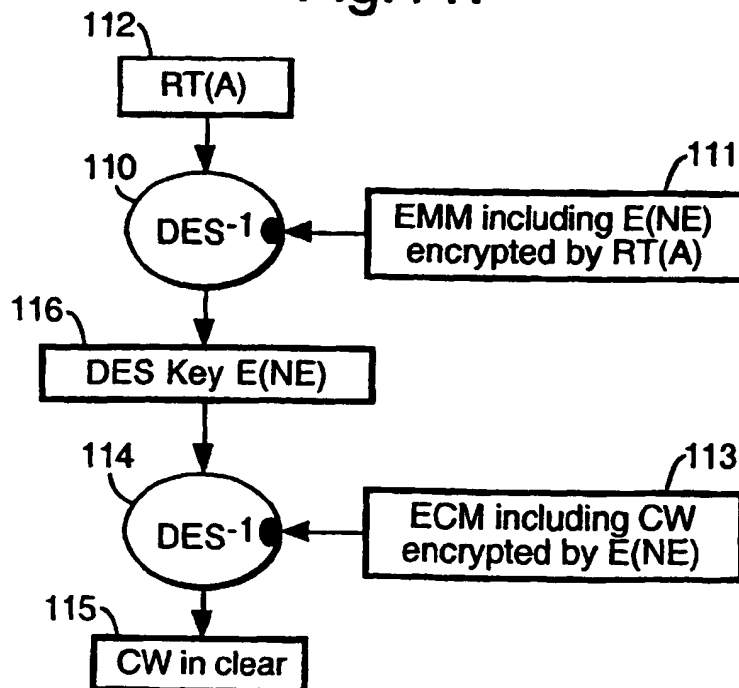 112
RT(A)
110
DES-1
111
EMM including E(NE)
encrypted by RT(A)
116
DES Key E(NE)
114
DES-1
113
ECM including CW
encrypted by E(NE)
115
CW in clear